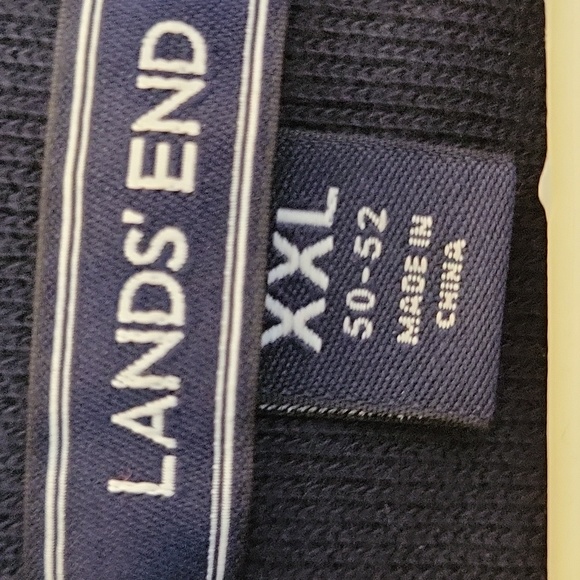 LANDS' END
XXL
50-52
MADE IN
CHINA